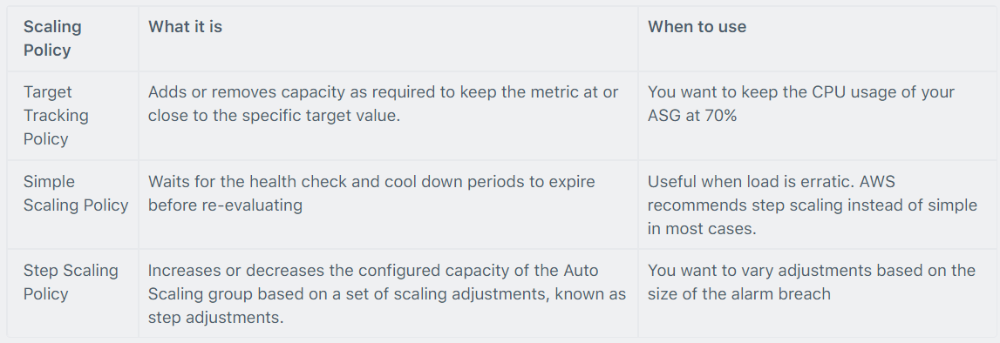 Scaling
Policy
What it is
When to use
Target
Tracking
Policy
Adds or removes capacity as required to keep the metric at or
close to the specific target value.
You want to keep the CPU usage of your
ASG at 70%
Simple
Scaling Policy
Waits for the health check and cool down periods to expire
before re-evaluating
Useful when load is erratic. AWS
recommends step scaling instead of simple
in most cases.
Step Scaling
Policy
Increases or decreases the configured capacity of the Auto
Scaling group based on a set of scaling adjustments, known as
step adjustments.
You want to vary adjustments based on the
size of the alarm breach